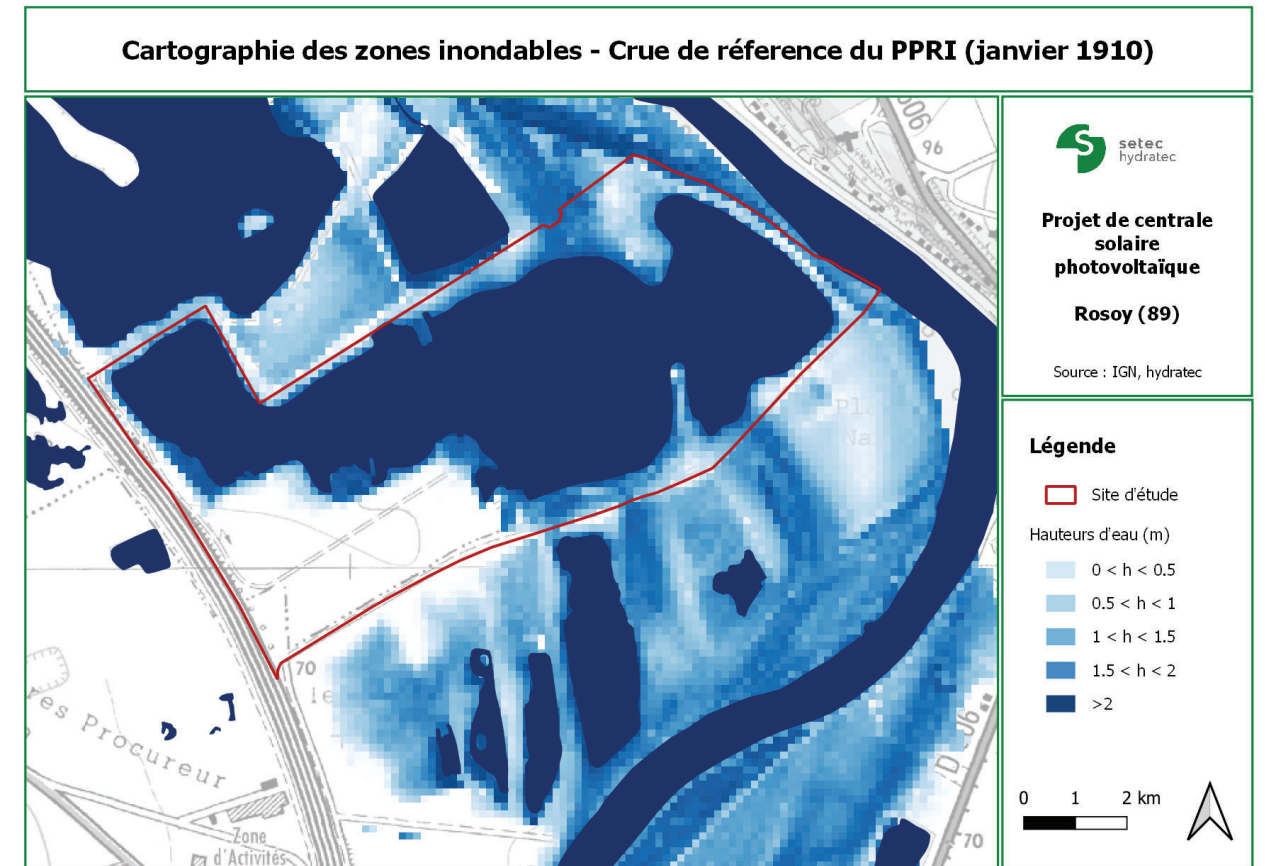 Cartographie des zones inondables - Crue de réference du PPRI (janvier 1910)
setec
hydratec
Projet de centrale
solaire
photovoltaïque
Rosoy (89)
Source : IGN, hydratec
Légende
Site d'étude
Hauteurs d'eau (m)
0 < h < 0.5
0.5 < h < 1
1 < h < 1.5
1.5 < h < 2
>2
0 1 2 km
96
70
Procureur
Zone
d'Activités
70